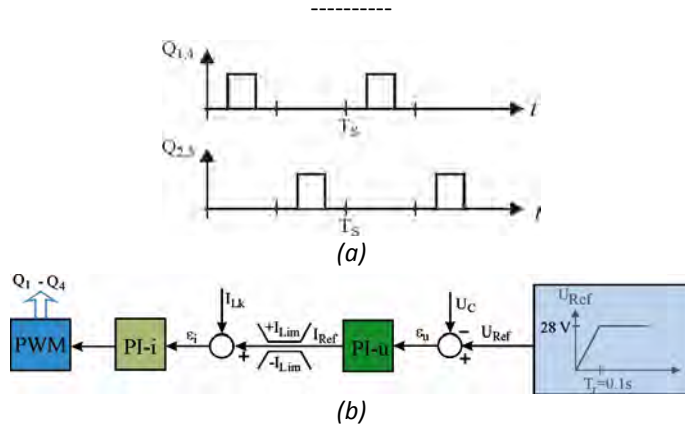 ----------
Q1,4
t
TS
Q2,3
t
TS
(a)
Q1 - Q4
ILk
UC
URef
28 V
+ILim
IRef
εi
εu
URef
PWM
PI-i
PI-u
-ILim
+
−
+
Tr=0.1s
(b)